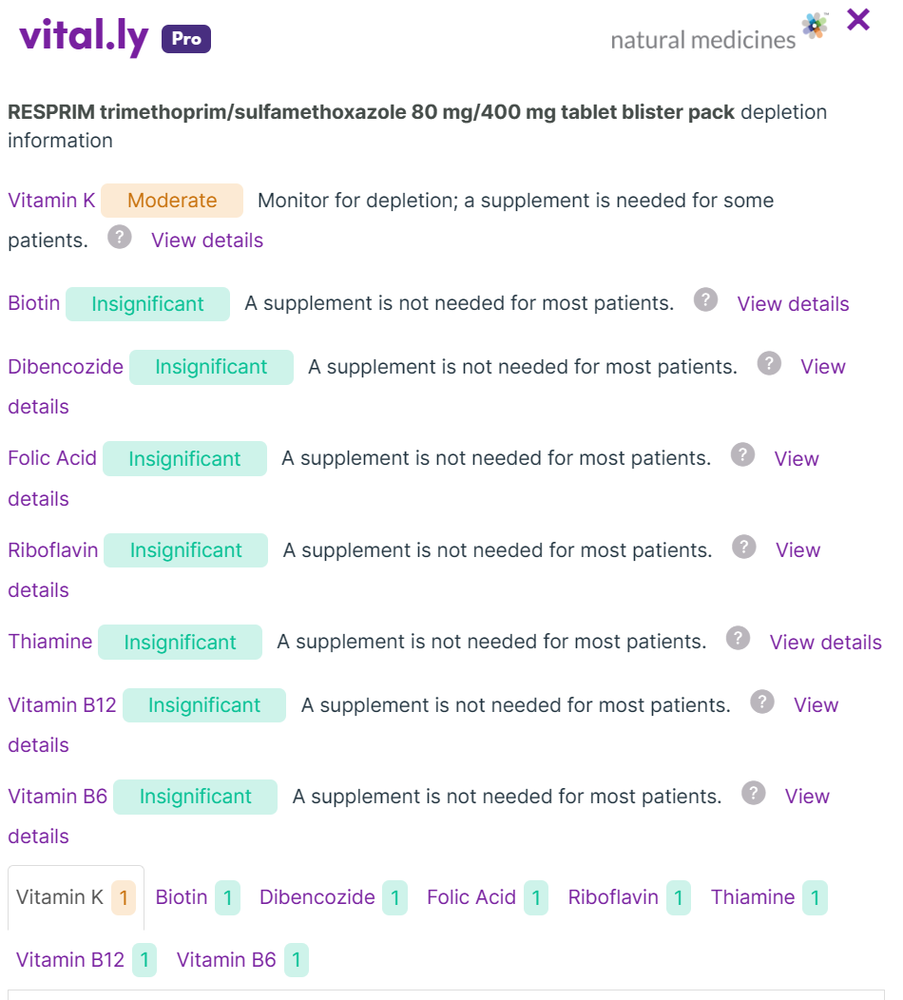 vital.ly Pro
natural medicines ™
RESPRIM trimethoprim/sulfamethoxazole 80 mg/400 mg tablet blister pack depletion
information
Vitamin K Moderate Monitor for depletion; a supplement is needed for some
patients. ? View details
Biotin Insignificant A supplement is not needed for most patients. ? View details
Dibencozide Insignificant A supplement is not needed for most patients. ? View
details
Folic Acid Insignificant A supplement is not needed for most patients. ? View
details
Riboflavin Insignificant A supplement is not needed for most patients. ? View
details
Thiamine Insignificant A supplement is not needed for most patients. ? View details
Vitamin B12 Insignificant A supplement is not needed for most patients. ? View
details
Vitamin B6 Insignificant A supplement is not needed for most patients. ? View
details
Vitamin K 1 Biotin 1 Dibencozide 1 Folic Acid 1 Riboflavin 1 Thiamine 1
Vitamin B12 1 Vitamin B6 1